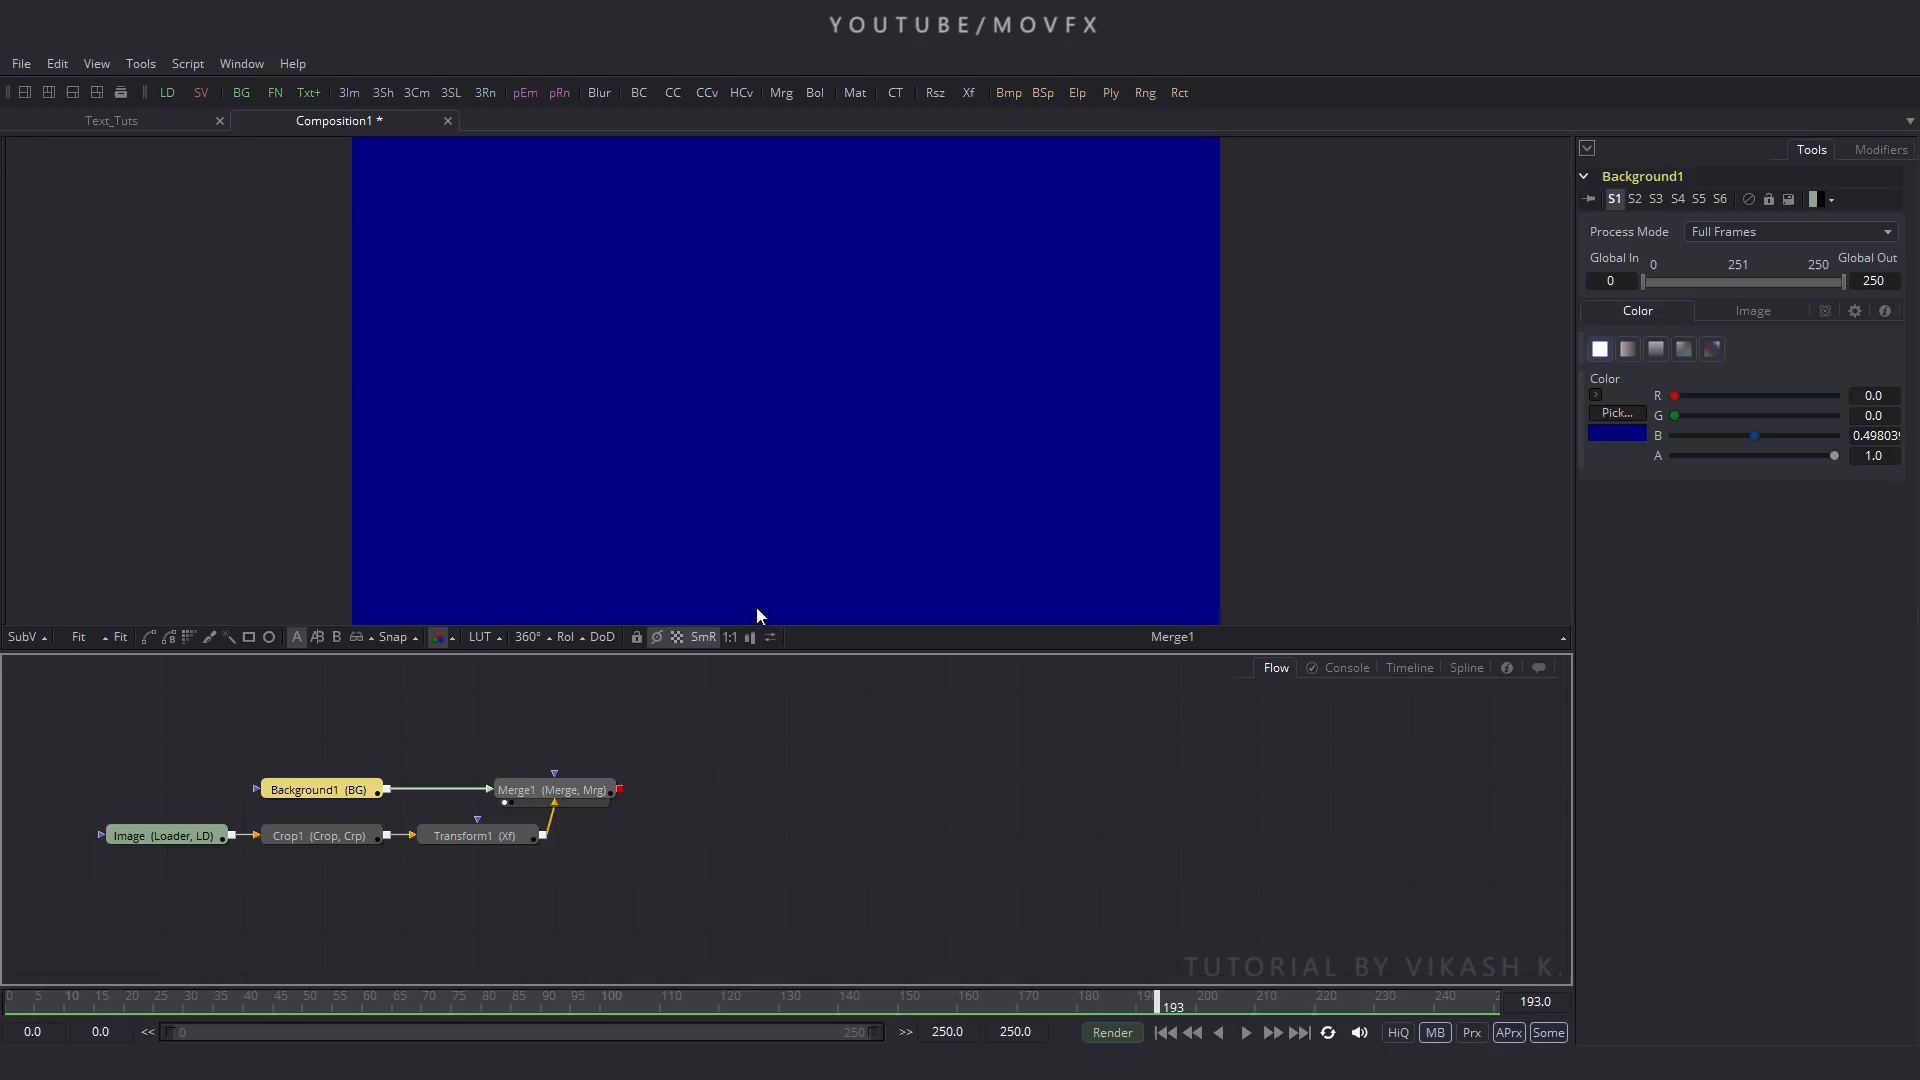 YOUTUBE/MOVFX
File Edit View Tools Script Window Help
LD SV BG FN Txt+ 3Im 3Sh 3Cm 3SL 3Rn pEm pRn Blur BC CC CCv HCv Mrg Bol Mat CT Rsz Xf Bmp BSp Elp Ply Rng Rct
Text_Tuts Composition1 *
Tools Modifiers
Background1
S1 S2 S3 S4 S5 S6
Process Mode Full Frames
Global In 0 251 250 Global Out
0 250
Color Image
Color
R 0.0
Pick... G 0.0
B 0.49803
A 1.0
SubV Fit Fit A B Snap LUT 360° Rol DoD SmR 1:1 Merge1
Flow Console Timeline Spline
Background1 (BG) Merge1 (Merge, Mrg)
Image (Loader, LD) Crop1 (Crop, Crp) Transform1 (Xf)
TUTORIAL BY VIKASH K.
0 5 10 15 20 25 30 35 40 45 50 55 60 65 70 75 80 85 90 95 100 110 120 130 140 150 160 170 180 193 200 210 220 230 240 193.0
0.0 0.0 << 0 250 >> 250.0 250.0 Render HiQ MB Prx APrx Some